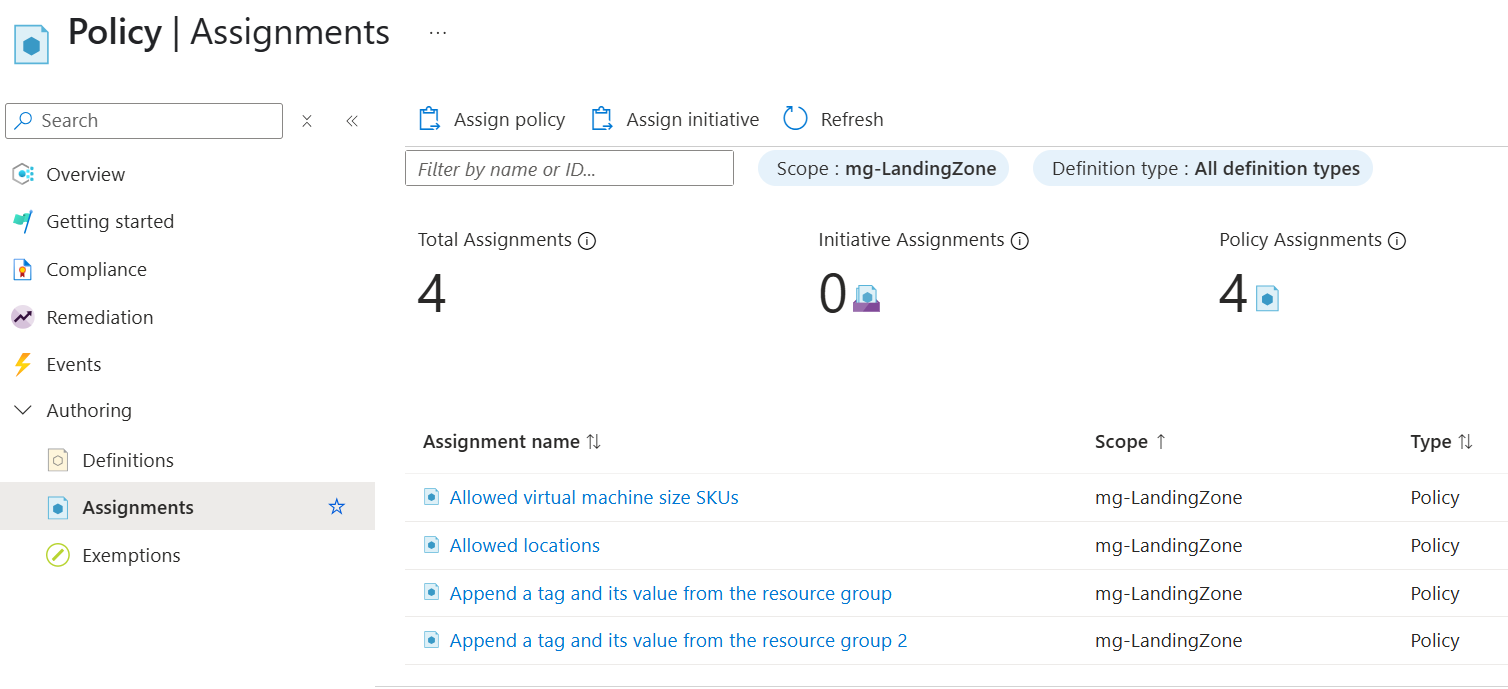 Policy | Assignments ...
Search
Overview
Getting started
Compliance
Remediation
Events
Authoring
Definitions
Assignments
Exemptions
Assign policy Assign initiative Refresh
Filter by name or ID... Scope : mg-LandingZone Definition type : All definition types
Total Assignments Initiative Assignments Policy Assignments
4 0 4
Assignment name Scope Type
Allowed virtual machine size SKUs mg-LandingZone Policy
Allowed locations mg-LandingZone Policy
Append a tag and its value from the resource group mg-LandingZone Policy
Append a tag and its value from the resource group 2 mg-LandingZone Policy